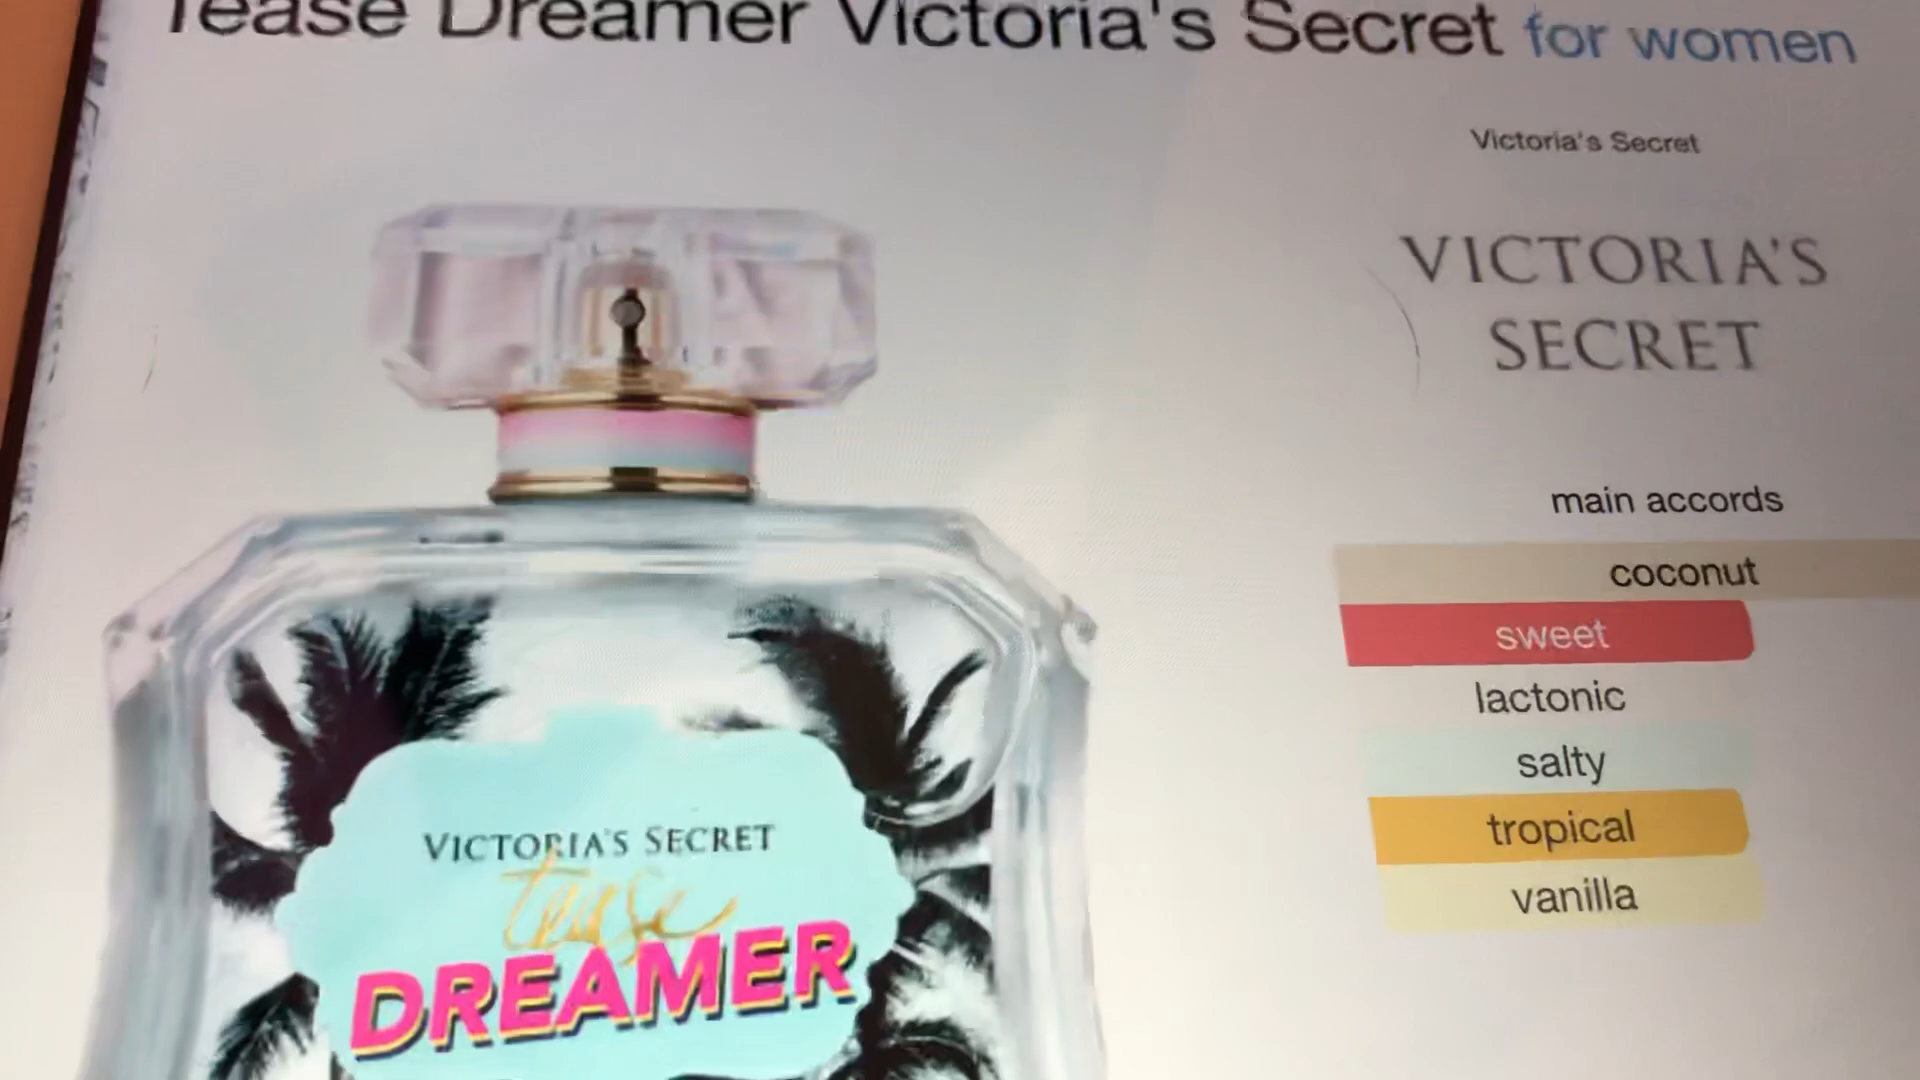 Tease Dreamer Victoria's Secret for women
Victoria's Secret
VICTORIA'S
SECRET
main accords
coconut
sweet
lactonic
salty
tropical
vanilla
VICTORIA'S SECRET
tease
DREAMER